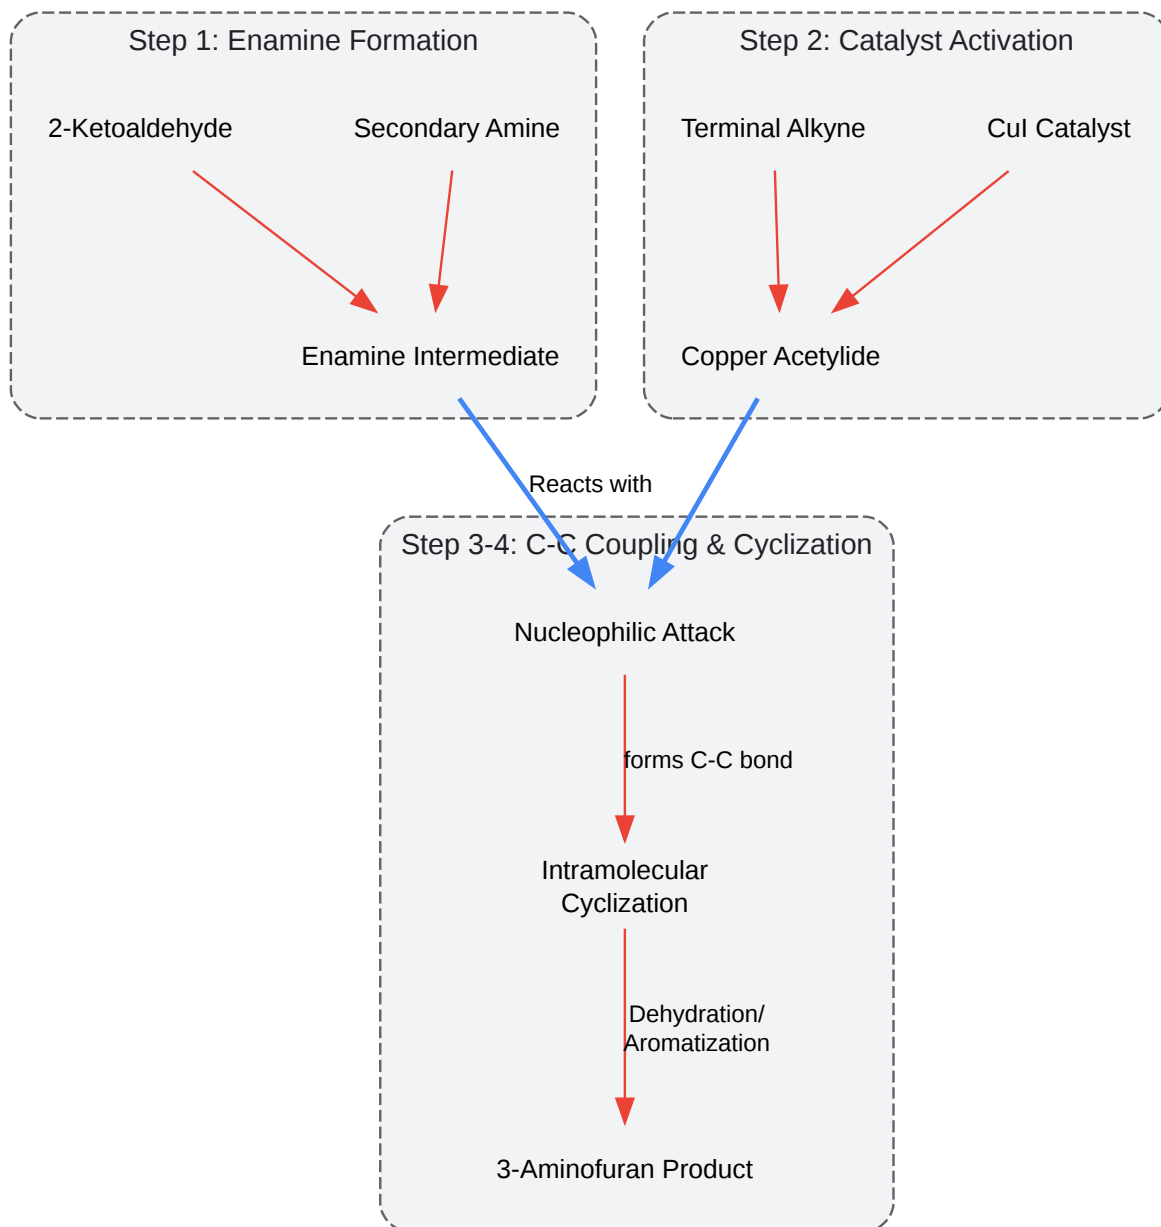 Step 1: Enamine Formation
Step 2: Catalyst Activation
2-Ketoaldehyde
Secondary Amine
Terminal Alkyne
CuI Catalyst
Enamine Intermediate
Copper Acetylide
Reacts with
Step 3-4: C-C Coupling & Cyclization
Nucleophilic Attack
forms C-C bond
Intramolecular
Cyclization
Dehydration/
Aromatization
3-Aminofuran Product